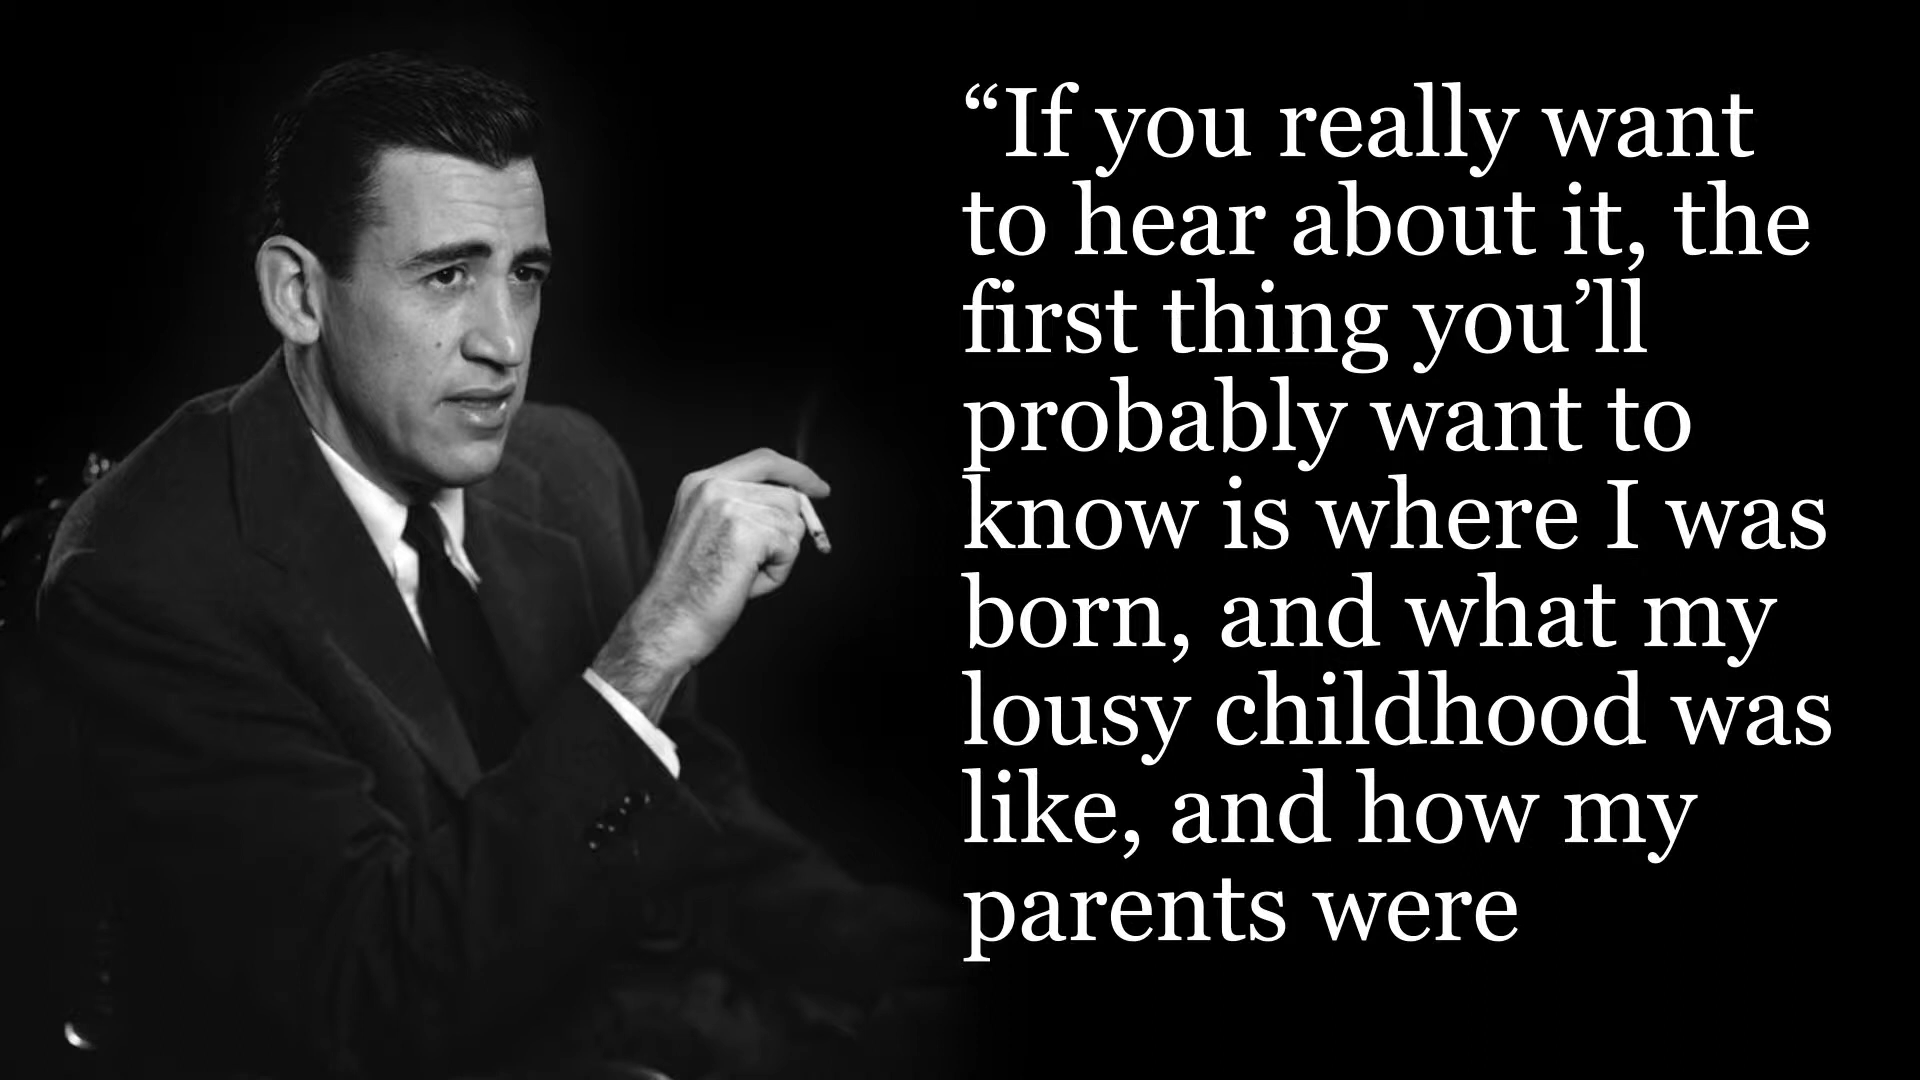 “If you really want
to hear about it, the
first thing you’ll
probably want to
know is where I was
born, and what my
lousy childhood was
like, and how my
parents were